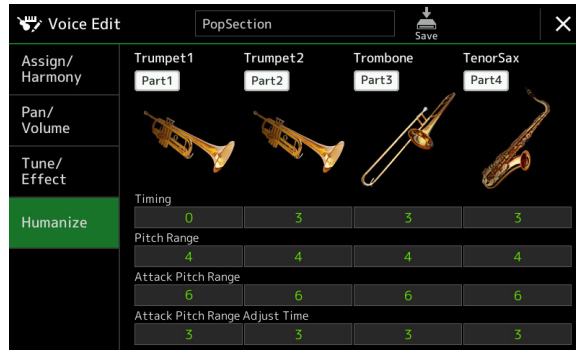 Voice Edit
PopSection
Save
Assign/
Harmony
Pan/
Volume
Tune/
Effect
Humanize
Trumpet1 Trumpet2 Trombone TenorSax
Part1 Part2 Part3 Part4
Timing
0 3 3 3
Pitch Range
4 4 4 4
Attack Pitch Range
6 6 6 6
Attack Pitch Range Adjust Time
3 3 3 3